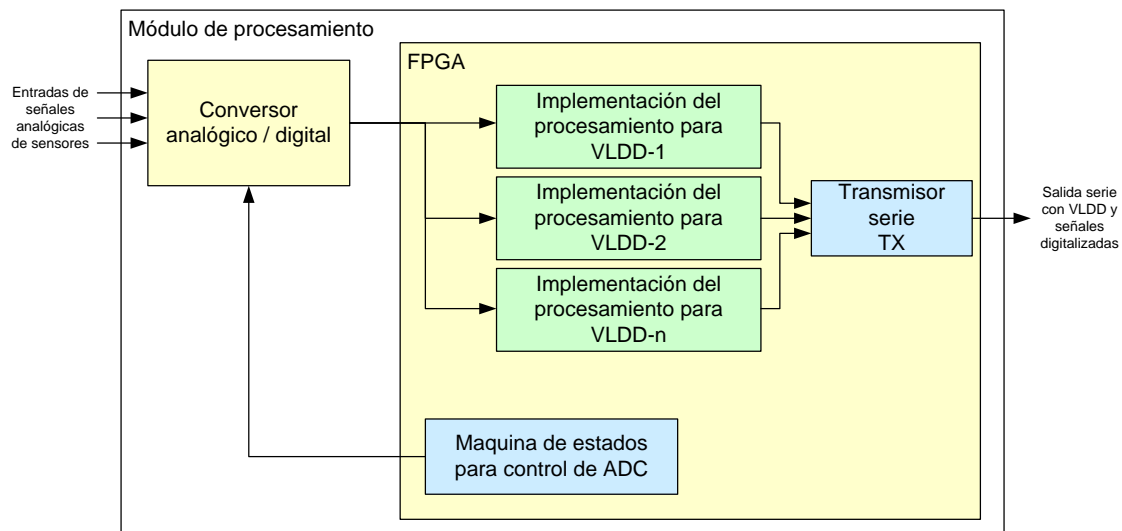 Módulo de procesamiento
FPGA
Entradas de
señales
analógicas
de sensores
Conversor
analógico / digital
Implementación del
procesamiento para
VLDD-1
Implementación del
procesamiento para
VLDD-2
Implementación del
procesamiento para
VLDD-n
Transmisor
serie
TX
Salida serie
con VLDD y
señales
digitalizadas
Maquina de estados
para control de ADC